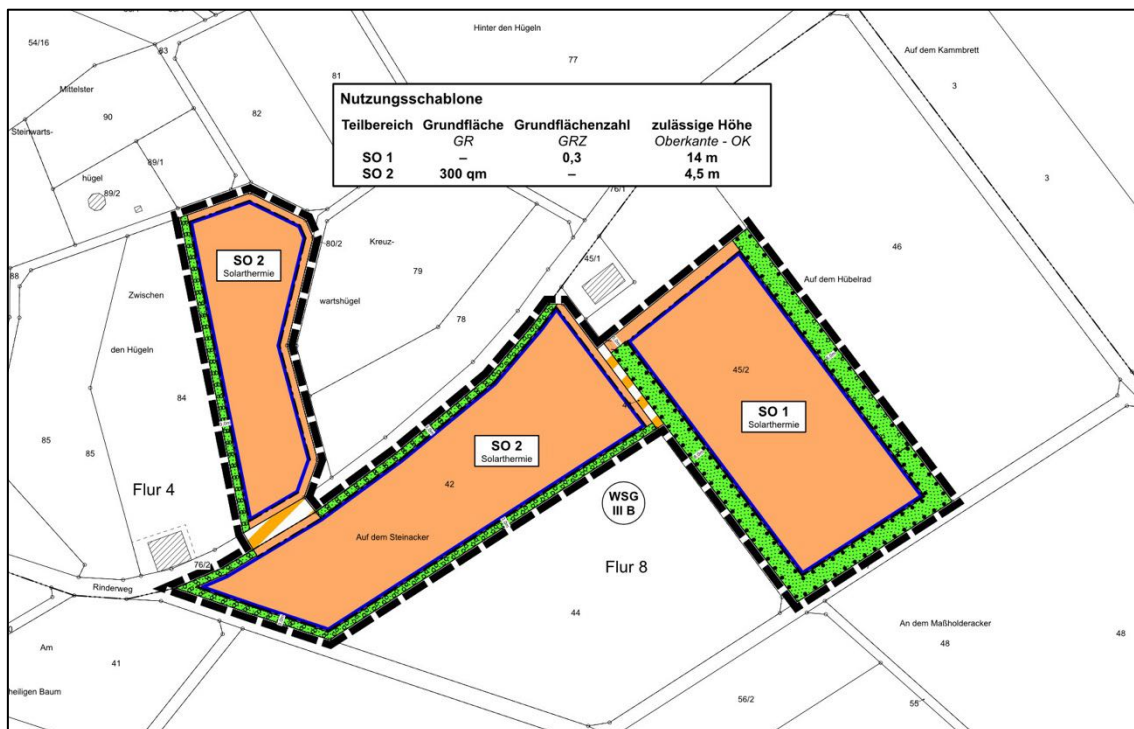 Hinter den Hügeln
54/16
83
77
Auf dem Kammbrett
81
3
Mittelster
90
82
Nutzungsschablone
Teilbereich Grundfläche Grundflächenzahl zulässige Höhe
GR GRZ Oberkante - OK
SO 1 – 0,3 14 m
SO 2 300 qm – 4,5 m
Steinwarts-
89/1
hügel
89/2
76/1
3
80/2
Kreuz-
46
SO 2
Solarthermie
45/1
88
79
Auf dem Hübelrad
Zwischen
wartshügel
78
den Hügeln
45/2
84
SO 1
Solarthermie
85
85
SO 2
Solarthermie
42
Flur 4
WSG
III B
Auf dem Steinacker
76/2
Flur 8
Rinderweg
44
An dem Maßholderacker
48
48
Am
41
heiligen Baum
56/2
55